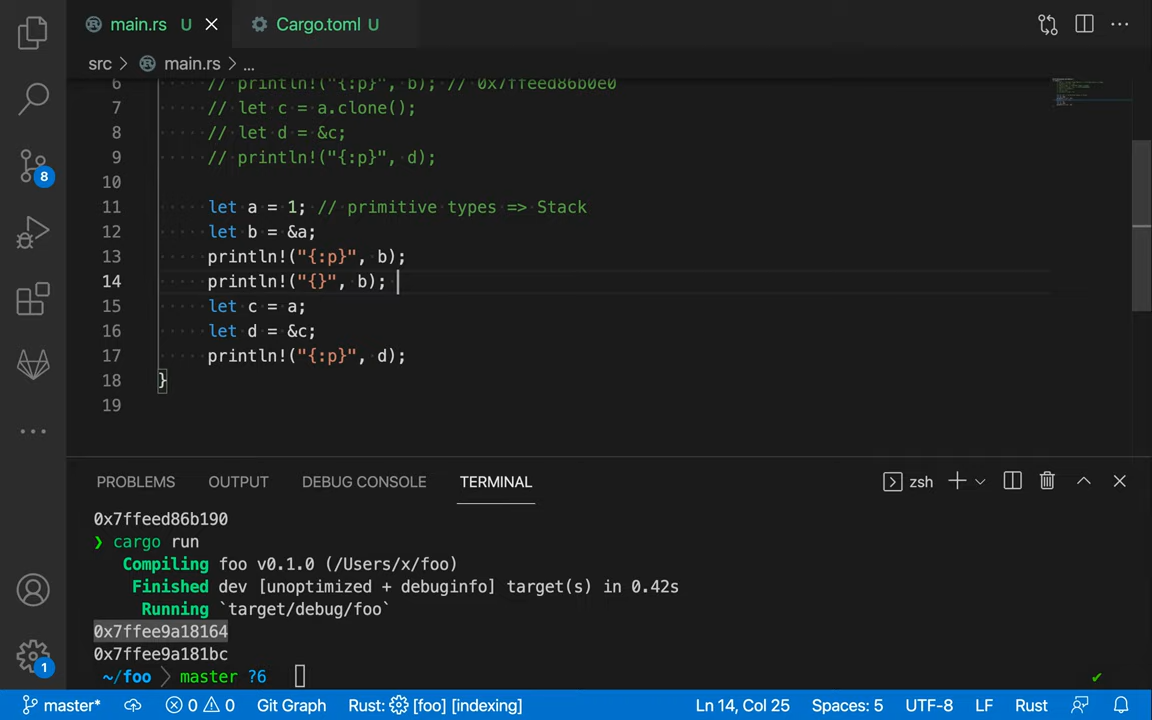 main.rs U Cargo.toml U
src > main.rs > ...
6 // println!("{:p}", b); // 0x7ffeed86b0e0
7 // let c = a.clone();
8 // let d = &c;
9 // println!("{:p}", d);
10
11 let a = 1; // primitive types => Stack
12 let b = &a;
13 println!("{:p}", b);
14 println!("{}", b);
15 let c = a;
16 let d = &c;
17 println!("{:p}", d);
18 }
19
8
PROBLEMS OUTPUT DEBUG CONSOLE TERMINAL zsh
0x7ffeed86b190
❯ cargo run
Compiling foo v0.1.0 (/Users/x/foo)
Finished dev [unoptimized + debuginfo] target(s) in 0.42s
Running `target/debug/foo`
0x7ffee9a18164
0x7ffee9a181bc
~/foo > master ?6
1
master* 0 0 Git Graph Rust: [foo] [indexing] Ln 14, Col 25 Spaces: 5 UTF-8 LF Rust